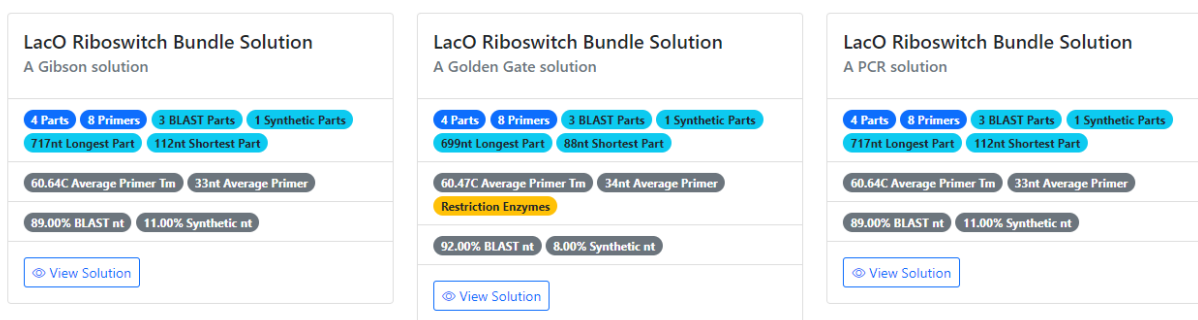 LacO Riboswitch Bundle Solution
A Gibson solution
4 Parts 8 Primers 3 BLAST Parts 1 Synthetic Parts
717nt Longest Part 112nt Shortest Part
60.64C Average Primer Tm 33nt Average Primer
89.00% BLAST nt 11.00% Synthetic nt
View Solution
LacO Riboswitch Bundle Solution
A Golden Gate solution
4 Parts 8 Primers 3 BLAST Parts 1 Synthetic Parts
699nt Longest Part 88nt Shortest Part
60.47C Average Primer Tm 34nt Average Primer
Restriction Enzymes
92.00% BLAST nt 8.00% Synthetic nt
View Solution
LacO Riboswitch Bundle Solution
A PCR solution
4 Parts 8 Primers 3 BLAST Parts 1 Synthetic Parts
717nt Longest Part 112nt Shortest Part
60.64C Average Primer Tm 33nt Average Primer
89.00% BLAST nt 11.00% Synthetic nt
View Solution